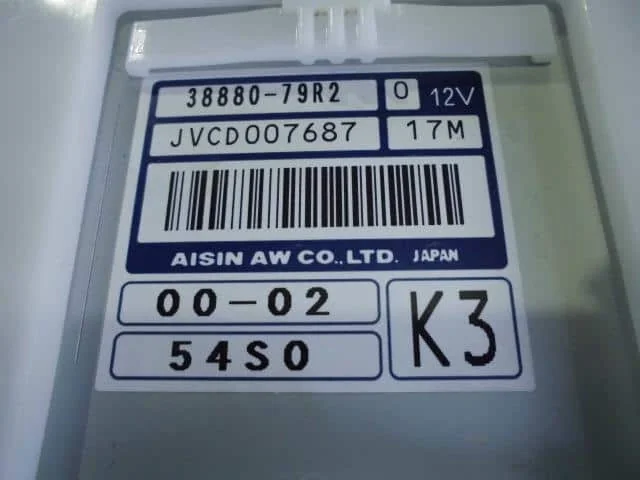 38880-79R2 0 12V
JVCD007687 17M
AISIN AW CO.,LTD. JAPAN
00-02
54S0
K3